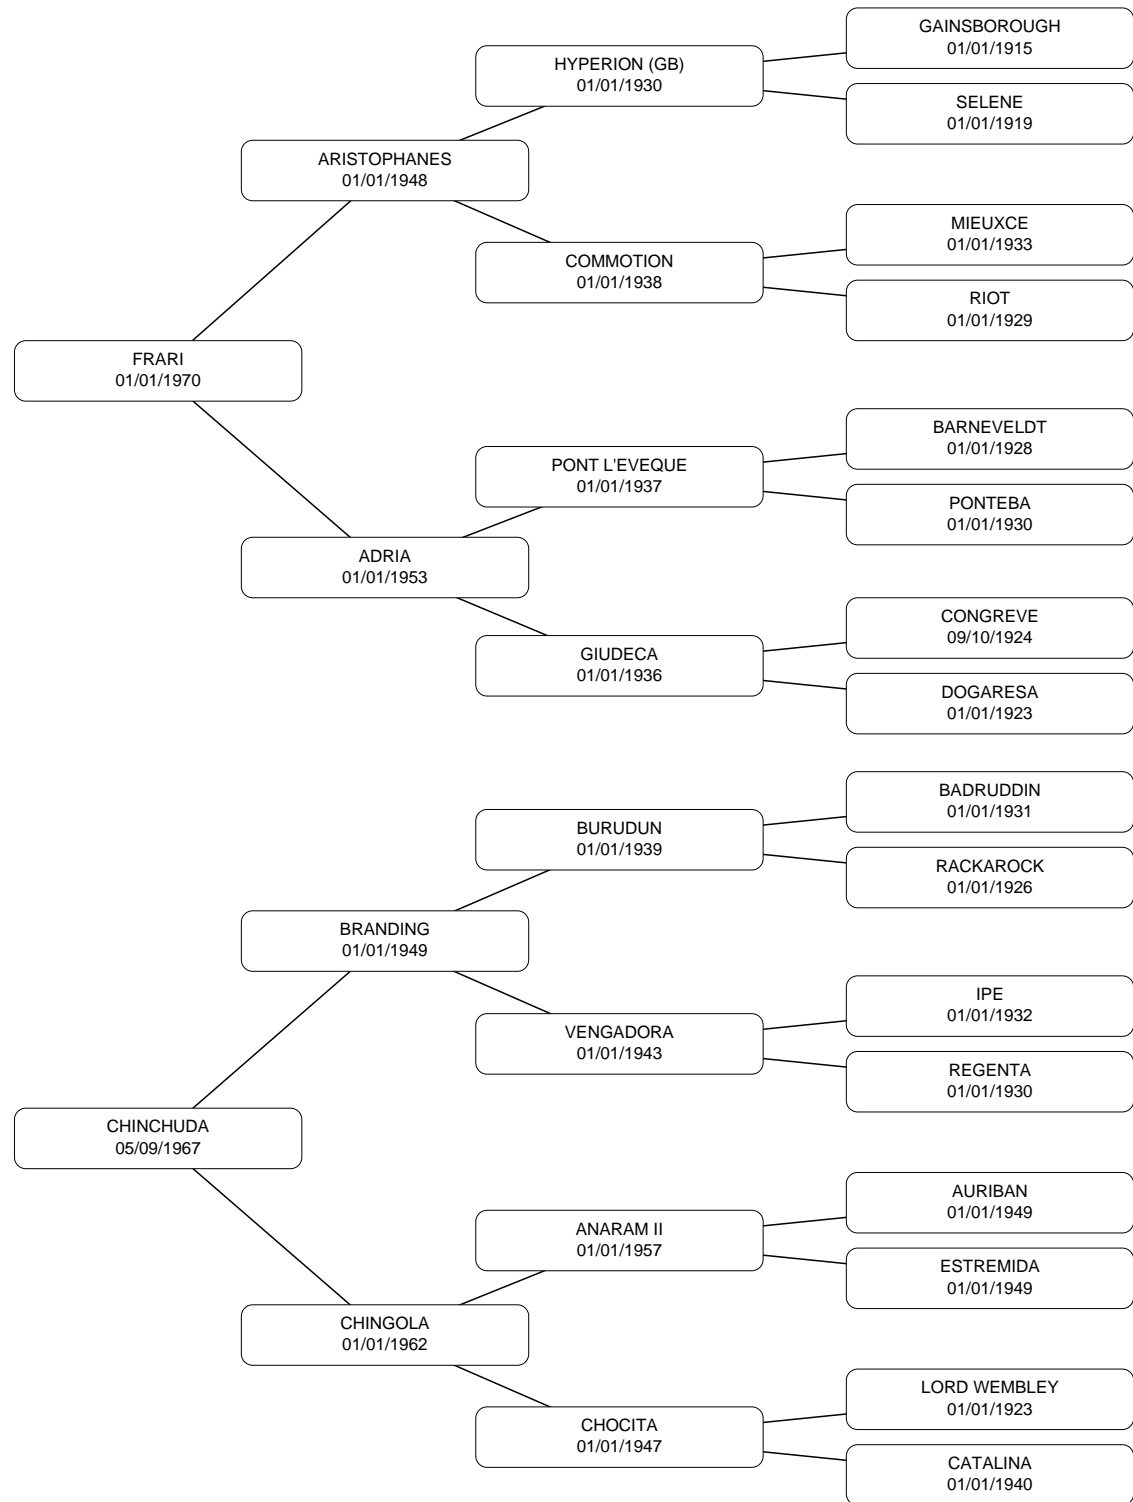 GAINSBOROUGH
01/01/1915
HYPERION (GB)
01/01/1930
SELENE
01/01/1919
ARISTOPHANES
01/01/1948
MIEUXCE
01/01/1933
COMMOTION
01/01/1938
RIOT
01/01/1929
FRARI
01/01/1970
BARNEVELDT
01/01/1928
PONT L'EVEQUE
01/01/1937
PONTEBA
01/01/1930
ADRIA
01/01/1953
CONGREVE
09/10/1924
GIUDECA
01/01/1936
DOGARESA
01/01/1923
BADRUDDIN
01/01/1931
BURUDUN
01/01/1939
RACKAROCK
01/01/1926
BRANDING
01/01/1949
IPE
01/01/1932
VENGADORA
01/01/1943
REGENTA
01/01/1930
CHINCHUDA
05/09/1967
AURIBAN
01/01/1949
ANARAM II
01/01/1957
ESTREMIDA
01/01/1949
CHINGOLA
01/01/1962
LORD WEMBLEY
01/01/1923
CHOCITA
01/01/1947
CATALINA
01/01/1940